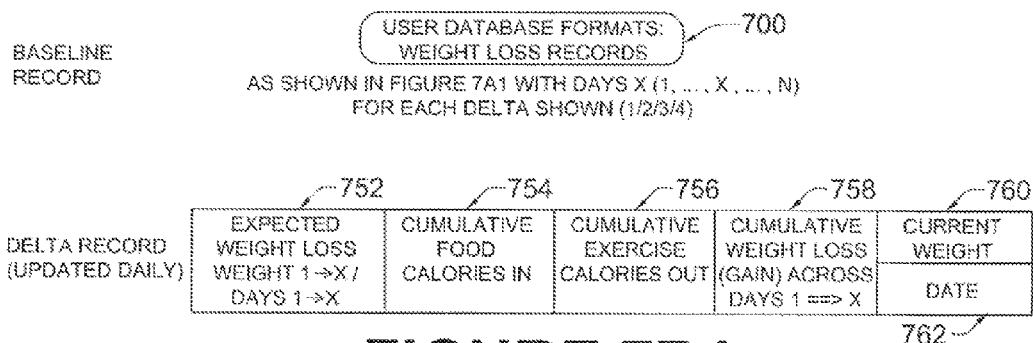 USER DATABASE FORMATS:
WEIGHT LOSS RECORDS
700
BASELINE
RECORD
AS SHOWN IN FIGURE 7A1 WITH DAYS X (1, ... , X , ... , N)
FOR EACH DELTA SHOWN (1/2/3/4)
752
754
756
758
760
DELTA RECORD
(UPDATED DAILY)
EXPECTED
WEIGHT LOSS
WEIGHT 1 →X /
DAYS 1 →X
CUMULATIVE
FOOD
CALORIES IN
CUMULATIVE
EXERCISE
CALORIES OUT
CUMULATIVE
WEIGHT LOSS
(GAIN) ACROSS
DAYS 1 ==> X
CURRENT
WEIGHT
DATE
762